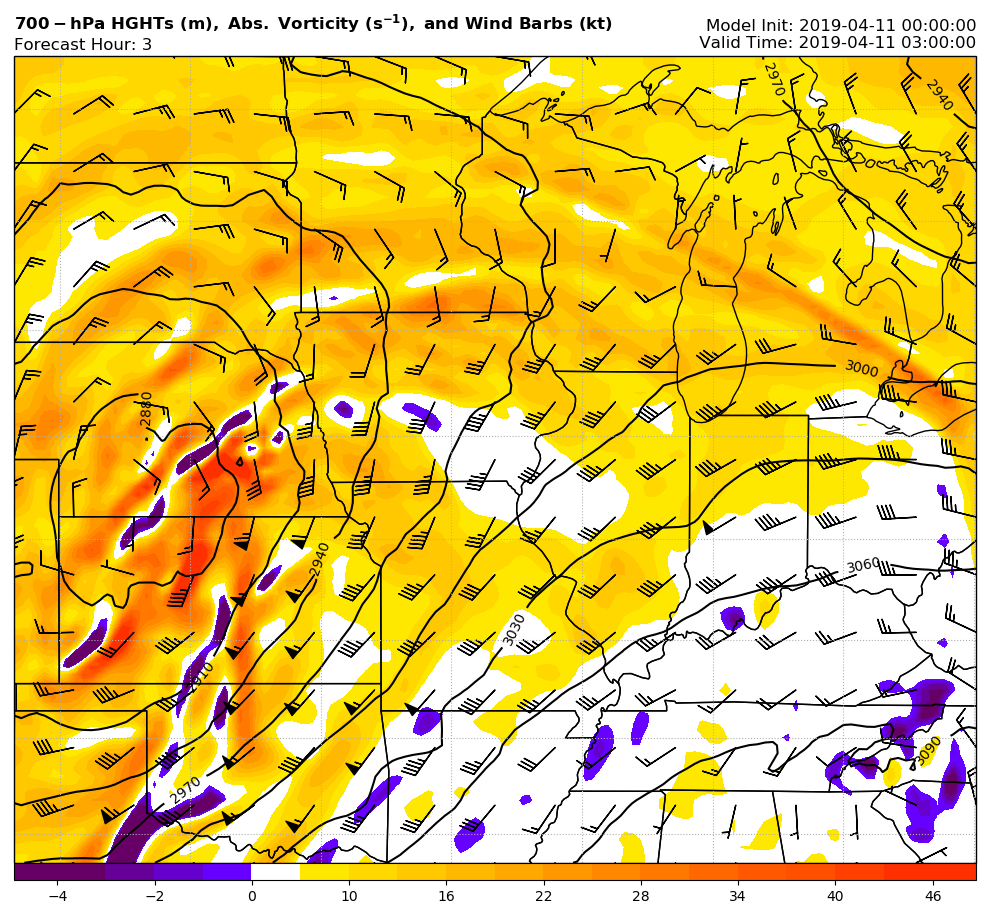 700 − hPa HGHTs (m), Abs. Vorticity (s⁻¹), and Wind Barbs (kt)
Model Init: 2019-04-11 00:00:00
Forecast Hour: 3
Valid Time: 2019-04-11 03:00:00
2970
2940
3000
2880
2940
3060
3030
2910
3090
2970
−4 −2 0 10 16 22 28 34 40 46